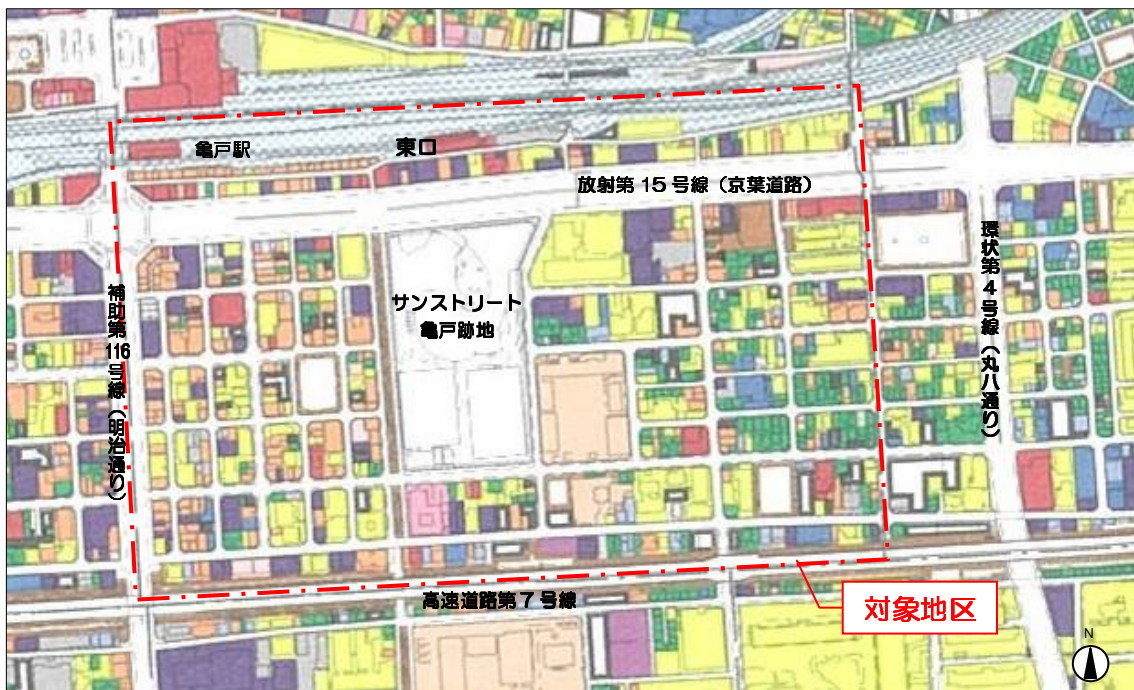 亀戸駅
東口
放射第15号線（京葉道路）
サンストリート
亀戸跡地
補助第116号線（明治通り）
環状第4号線（丸八通り）
高速道路第7号線
対象地区
N